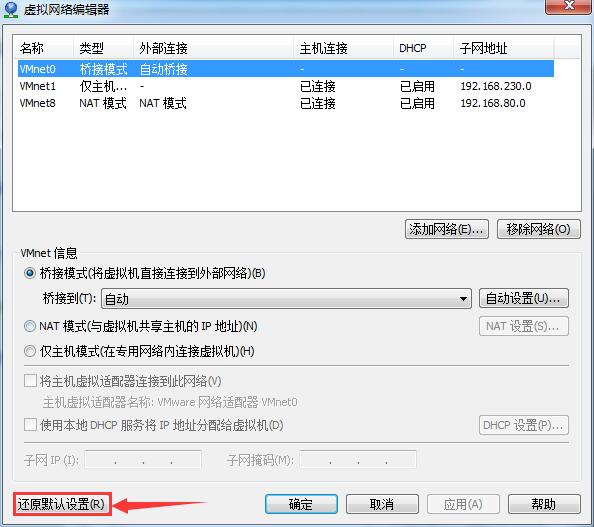 虚拟网络编辑器
名称 类型 外部连接 主机连接 DHCP 子网地址
VMnet0 桥接模式 自动桥接 - - -
VMnet1 仅主机... - 已连接 已启用 192.168.230.0
VMnet8 NAT 模式 NAT 模式 已连接 已启用 192.168.80.0
添加网络(E)... 移除网络(O)
VMnet 信息
桥接模式(将虚拟机直接连接到外部网络)(B)
桥接到(T): 自动 自动设置(U)...
NAT 模式(与虚拟机共享主机的 IP 地址)(N) NAT 设置(S)...
仅主机模式(在专用网络内连接虚拟机)(H)
将主机虚拟适配器连接到此网络(V)
主机虚拟适配器名称: VMware 网络适配器 VMnet0
使用本地 DHCP 服务将 IP 地址分配给虚拟机(D) DHCP 设置(P)...
子网 IP (I): . . . 子网掩码(M): . . .
还原默认设置(R) 确定 取消 应用(A) 帮助